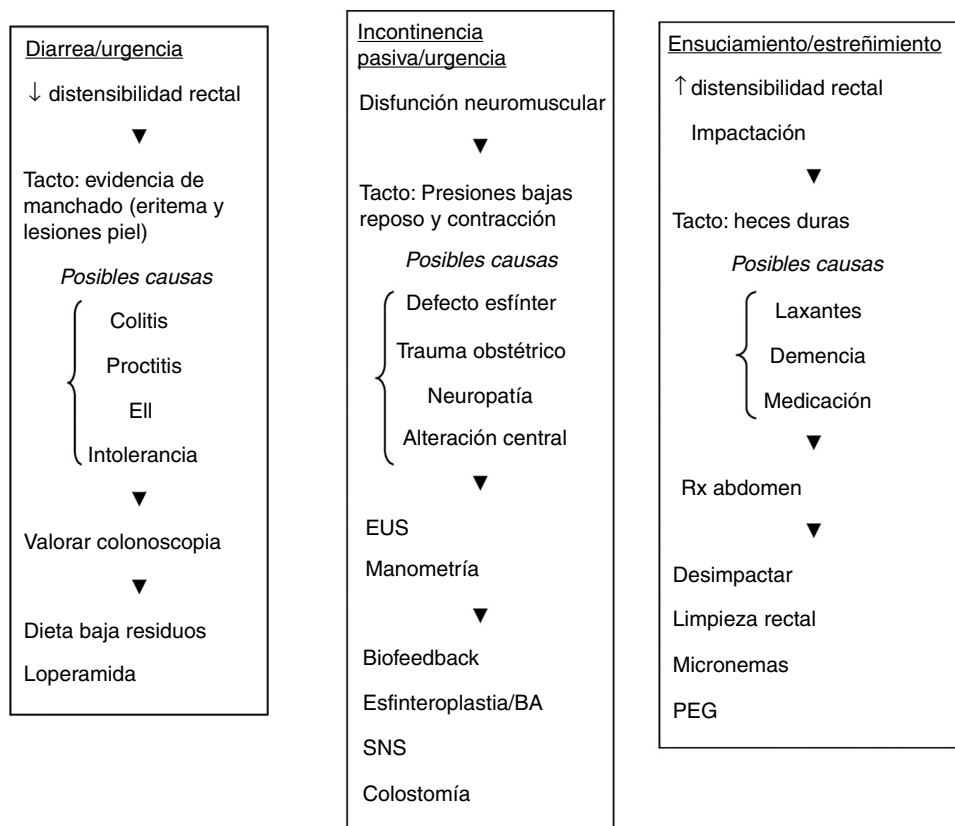 Diarrea/urgencia
↓ distensibilidad rectal
▼
Tacto: evidencia de
manchado (eritema y
lesiones piel)
Posibles causas
Colitis
Proctitis
Ell
Intolerancia
▼
Valorar colonoscopia
▼
Dieta baja residuos
Loperamida
Incontinencia
pasiva/urgencia
Disfunción neuromuscular
▼
Tacto: Presiones bajas
reposo y contracción
Posibles causas
Defecto esfínter
Trauma obstétrico
Neuropatía
Alteración central
▼
EUS
Manometría
▼
Biofeedback
Esfinteroplastia/BA
SNS
Colostomía
Ensuciamiento/estreñimiento
↑ distensibilidad rectal
Impactación
▼
Tacto: heces duras
Posibles causas
Laxantes
Demencia
Medicación
▼
Rx abdomen
▼
Desimpactar
Limpieza rectal
Micronemas
PEG